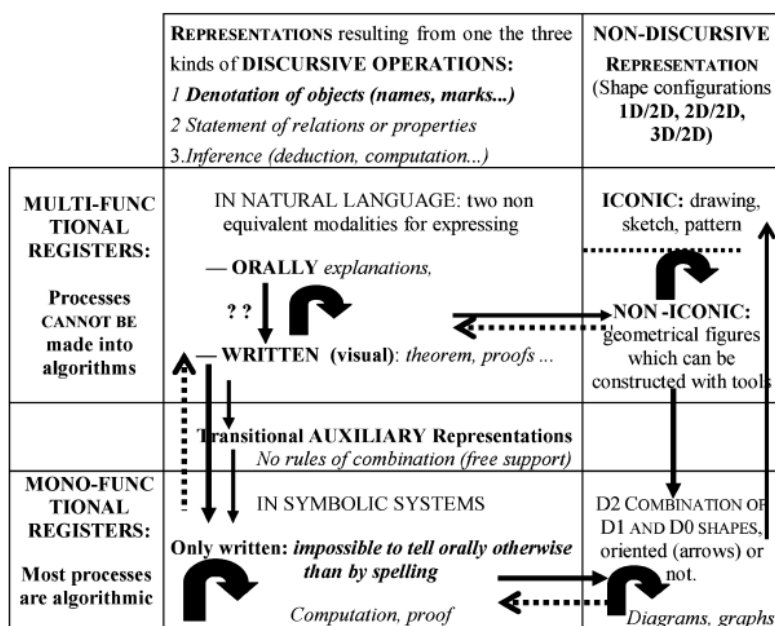 REPRESENTATIONS resulting from one the three
kinds of DISCURSIVE OPERATIONS:
1 Denotation of objects (names, marks...)
2 Statement of relations or properties
3.Inference (deduction, computation...)
NON-DISCURSIVE
REPRESENTATION
(Shape configurations
1D/2D, 2D/2D,
3D/2D)
MULTI-FUNC
TIONAL
REGISTERS:
Processes
CANNOT BE
made into
algorithms
IN NATURAL LANGUAGE: two non
equivalent modalities for expressing
— ORALLY explanations,
? ?
— WRITTEN (visual): theorem, proofs ...
ICONIC: drawing,
sketch, pattern
NON -ICONIC:
geometrical figures
which can be
constructed with tools
Transitional AUXILIARY Representations
No rules of combination (free support)
MONO-FUNC
TIONAL
REGISTERS:
Most processes
are algorithmic
IN SYMBOLIC SYSTEMS
Only written: impossible to tell orally otherwise
than by spelling
Computation, proof
D2 COMBINATION OF
D1 AND D0 SHAPES,
oriented (arrows) or
not.
Diagrams, graphs